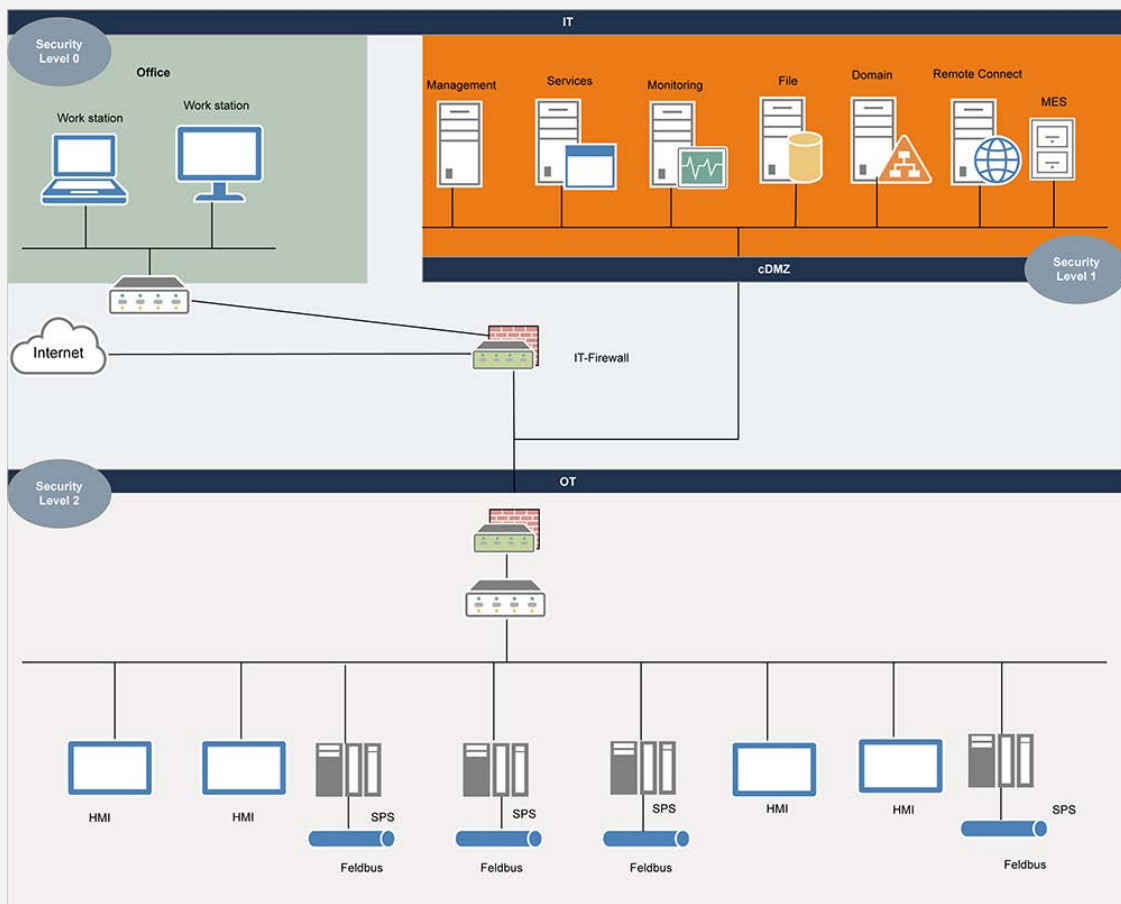 IT
Security
Level 0
Office
Work station
Work station
Management
Services
Monitoring
File
Domain
Remote Connect
MES
cDMZ
Security
Level 1
Internet
IT-Firewall
Security
Level 2
OT
HMI
HMI
SPS
SPS
SPS
HMI
HMI
SPS
Feldbus
Feldbus
Feldbus
Feldbus